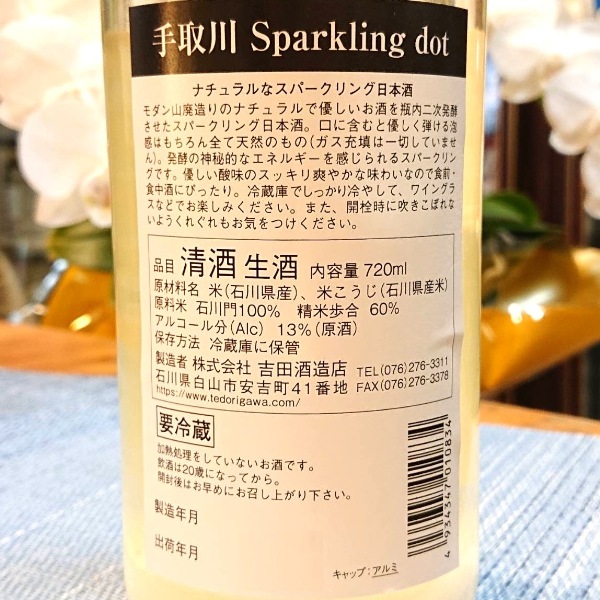 手取川 Sparkling dot
ナチュラルなスパークリング日本酒
モダン山廃造りのナチュラルで優しいお酒を瓶内二次発酵
させたスパークリング日本酒。口に含むと優しく弾ける泡
感はもちろん全て天然のもの(ガス充填は一切していませ
ん)。発酵の神秘的なエネルギーを感じられるスパークリン
グです。優しい酸味のスッキリ爽やかな味わいなので食前・
食中酒にぴったり。冷蔵庫でしっかり冷やして、ワイングラ
スなどでお楽しみください。また、開栓時に吹きこぼれな
いようくれぐれもお気をつけください。
品目 清酒 生酒 内容量 720ml
原材料名 米(石川県産)、米こうじ(石川県産米)
原料米 石川門100% 精米歩合 60%
アルコール分(Alc) 13%(原酒)
保存方法 冷蔵庫に保管
製造者 株式会社 吉田酒造店 TEL(076)276-3311
石川県白山市安吉町41番地 FAX(076)276-3378
https://www.tedorigawa.com/
要冷蔵
加熱処理をしていないお酒です。
飲酒は20歳になってから。
開封後はお早めにお召し上がり下さい。
製造年月
出荷年月
キャップ:アルミ
4 934347 010834